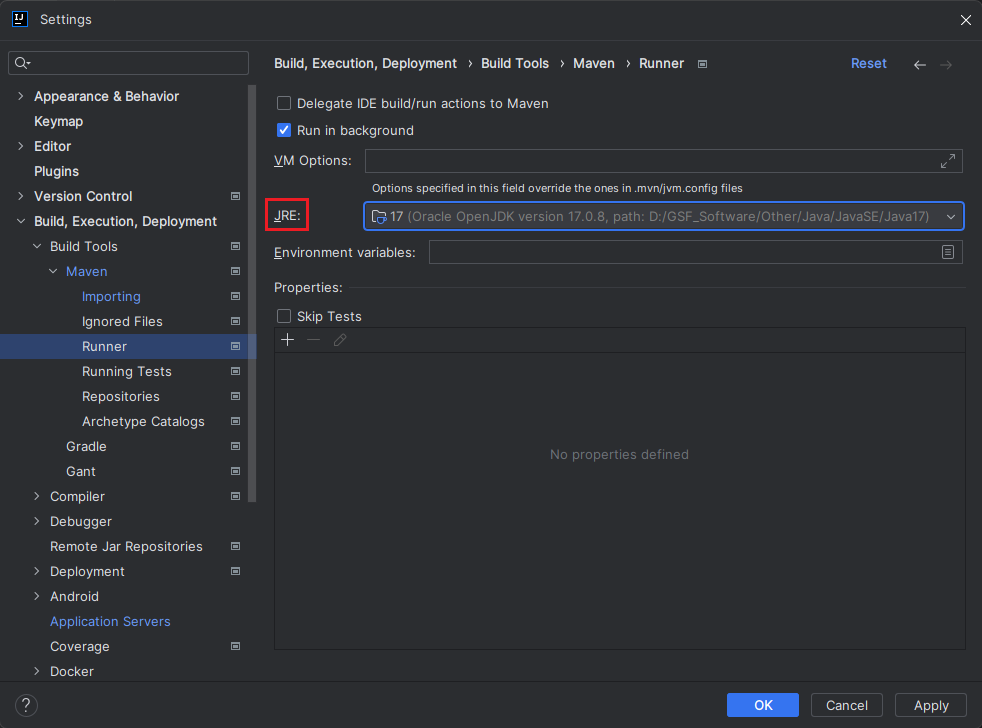 Settings
Build, Execution, Deployment › Build Tools › Maven › Runner
Reset
Appearance & Behavior
Keymap
Editor
Plugins
Version Control
Build, Execution, Deployment
Build Tools
Maven
Importing
Ignored Files
Runner
Running Tests
Repositories
Archetype Catalogs
Gradle
Gant
Compiler
Debugger
Remote Jar Repositories
Deployment
Android
Application Servers
Coverage
Docker
Delegate IDE build/run actions to Maven
Run in background
VM Options:
Options specified in this field override the ones in .mvn/jvm.config files
JRE: 17 (Oracle OpenJDK version 17.0.8, path: D:/GSF_Software/Other/Java/JavaSE/Java17)
Environment variables:
Properties:
Skip Tests
No properties defined
? OK Cancel Apply